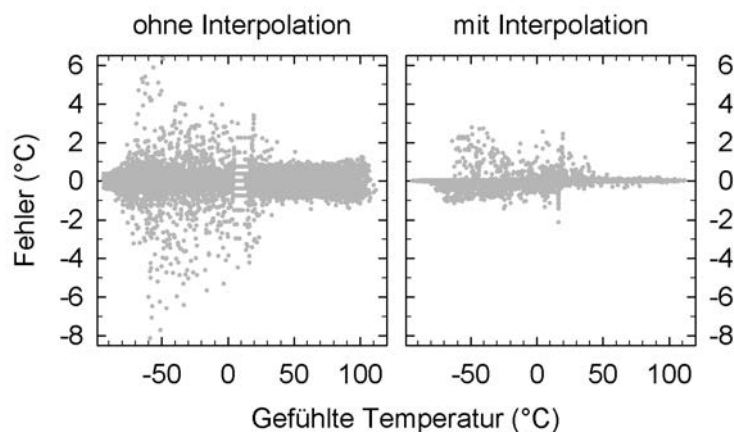 ohne Interpolation mit Interpolation
6 6
4 4
2 2
0 0
-2 -2
-4 -4
-6 -6
-8 -8
Fehler (°C)
-50 0 50 100 -50 0 50 100
Gefühlte Temperatur (°C)